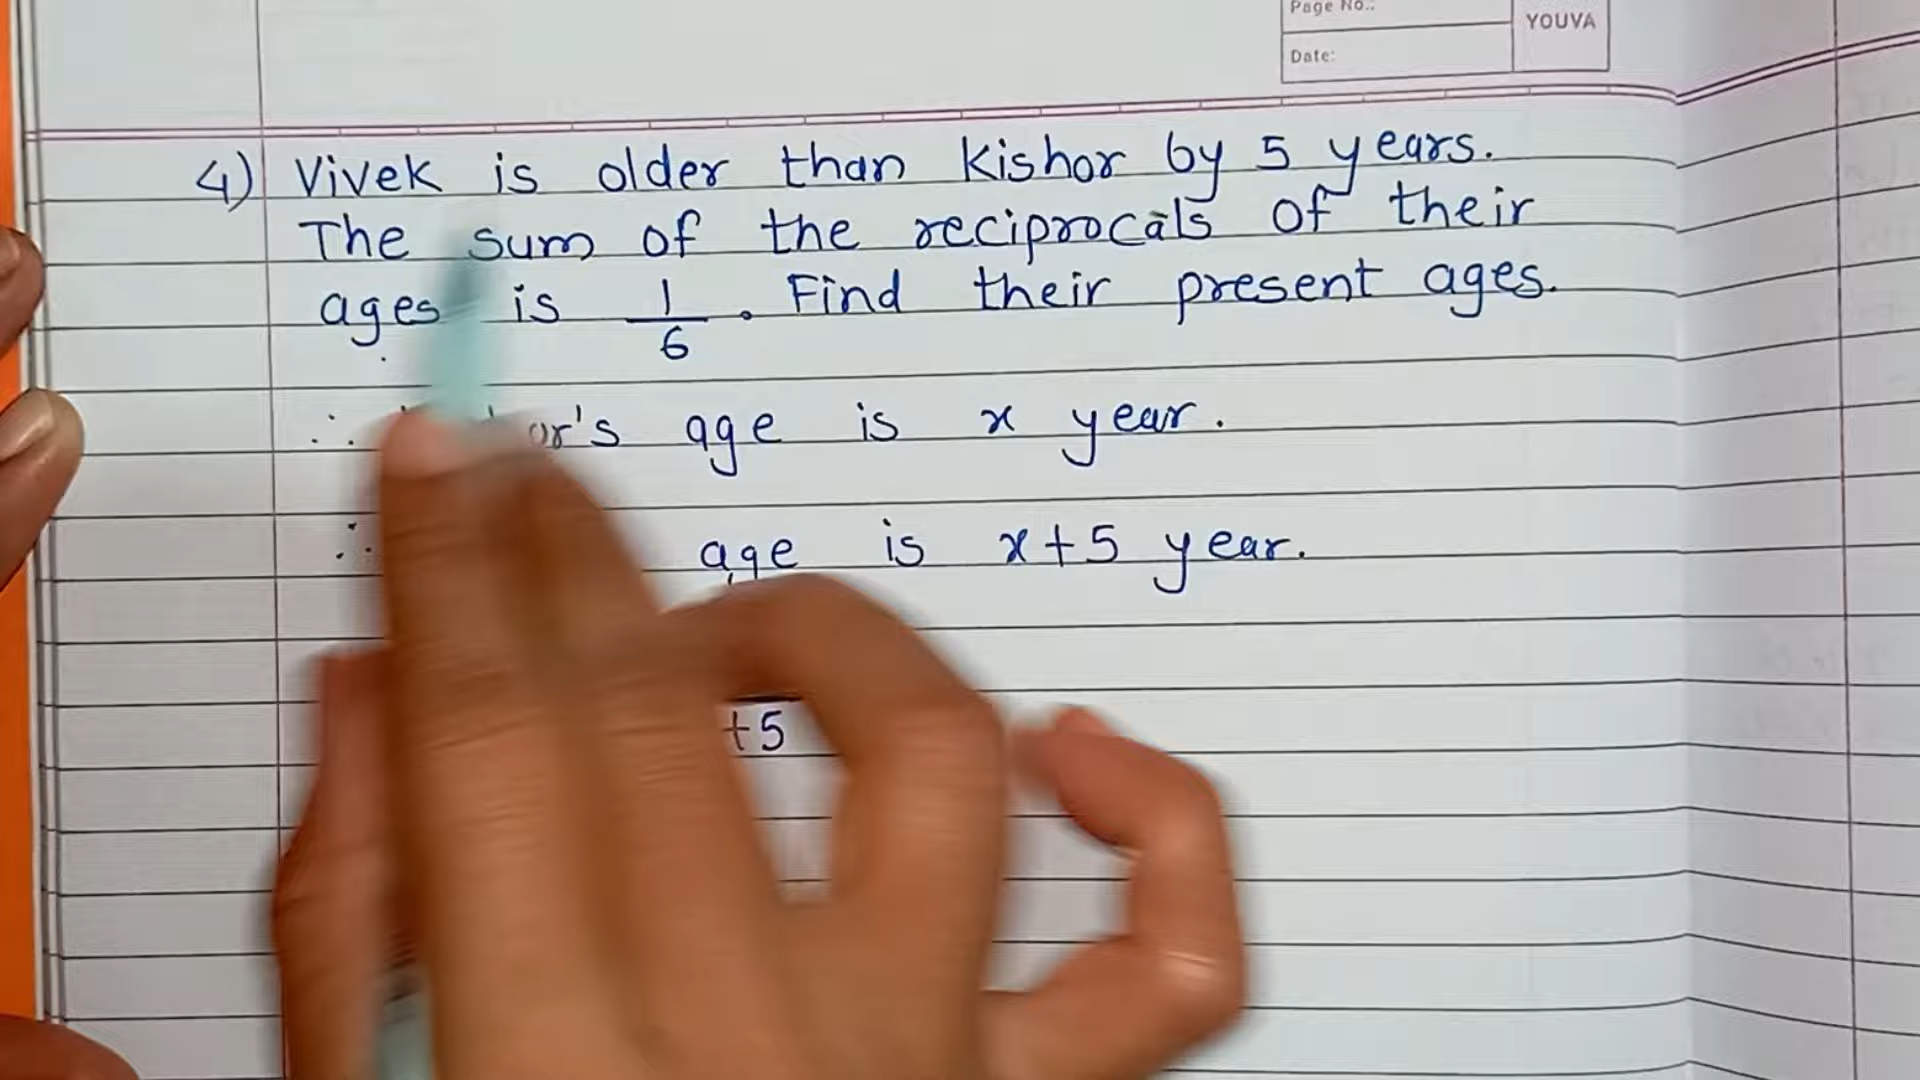 Page No.:
YOUVA
Date:
4) Vivek is older than Kishor by 5 years.
The sum of the reciprocals of their
ages is 1/6. Find their present ages.
∴ or's age is x year.
∴ age is x+5 year.
+5